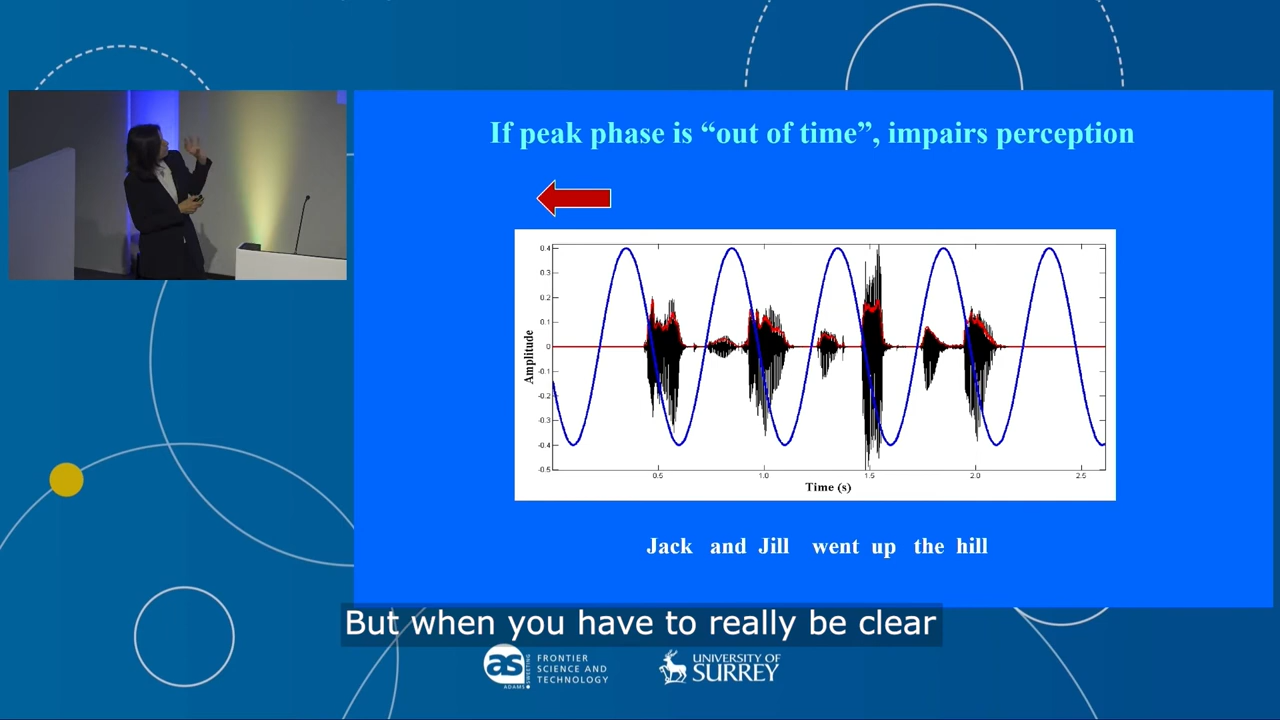 If peak phase is “out of time”, impairs perception
0.4
0.3
0.2
0.1
0
-0.1
-0.2
-0.3
-0.4
-0.5
Amplitude
0.5 1.0 1.5 2.0 2.5
Time (s)
Jack and Jill went up the hill
But when you have to really be clear
as
ADAMS SWEETING
FRONTIER
SCIENCE AND
TECHNOLOGY
UNIVERSITY OF
SURREY